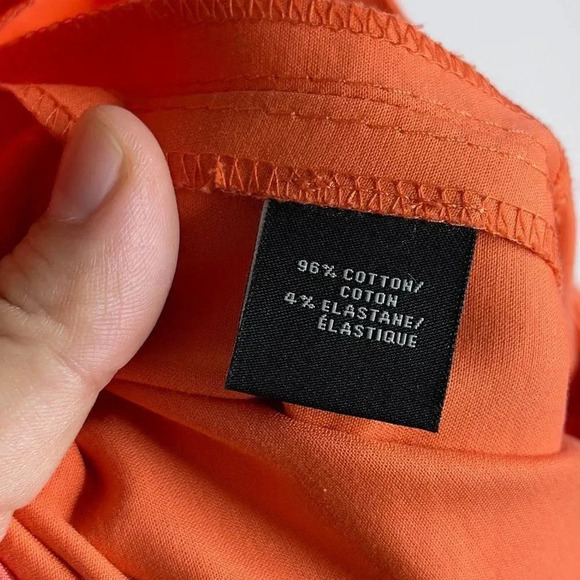 96% COTTON/
COTON
4% ELASTANE/
ÉLASTIQUE